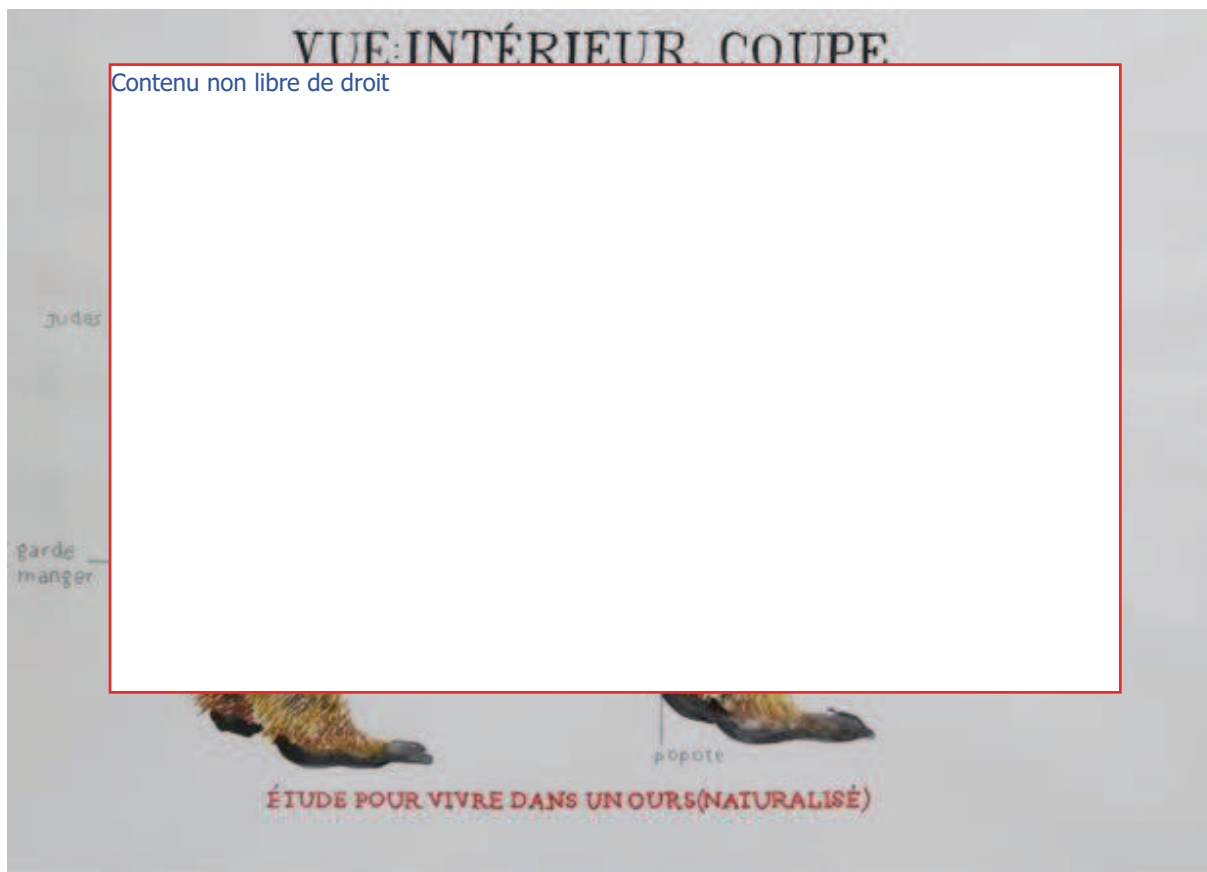 VUE:INTÉRIEUR, COUPE
Contenu non libre de droit
judas
garde
manger
popote
ÉTUDE POUR VIVRE DANS UN OURS(NATURALISÉ)